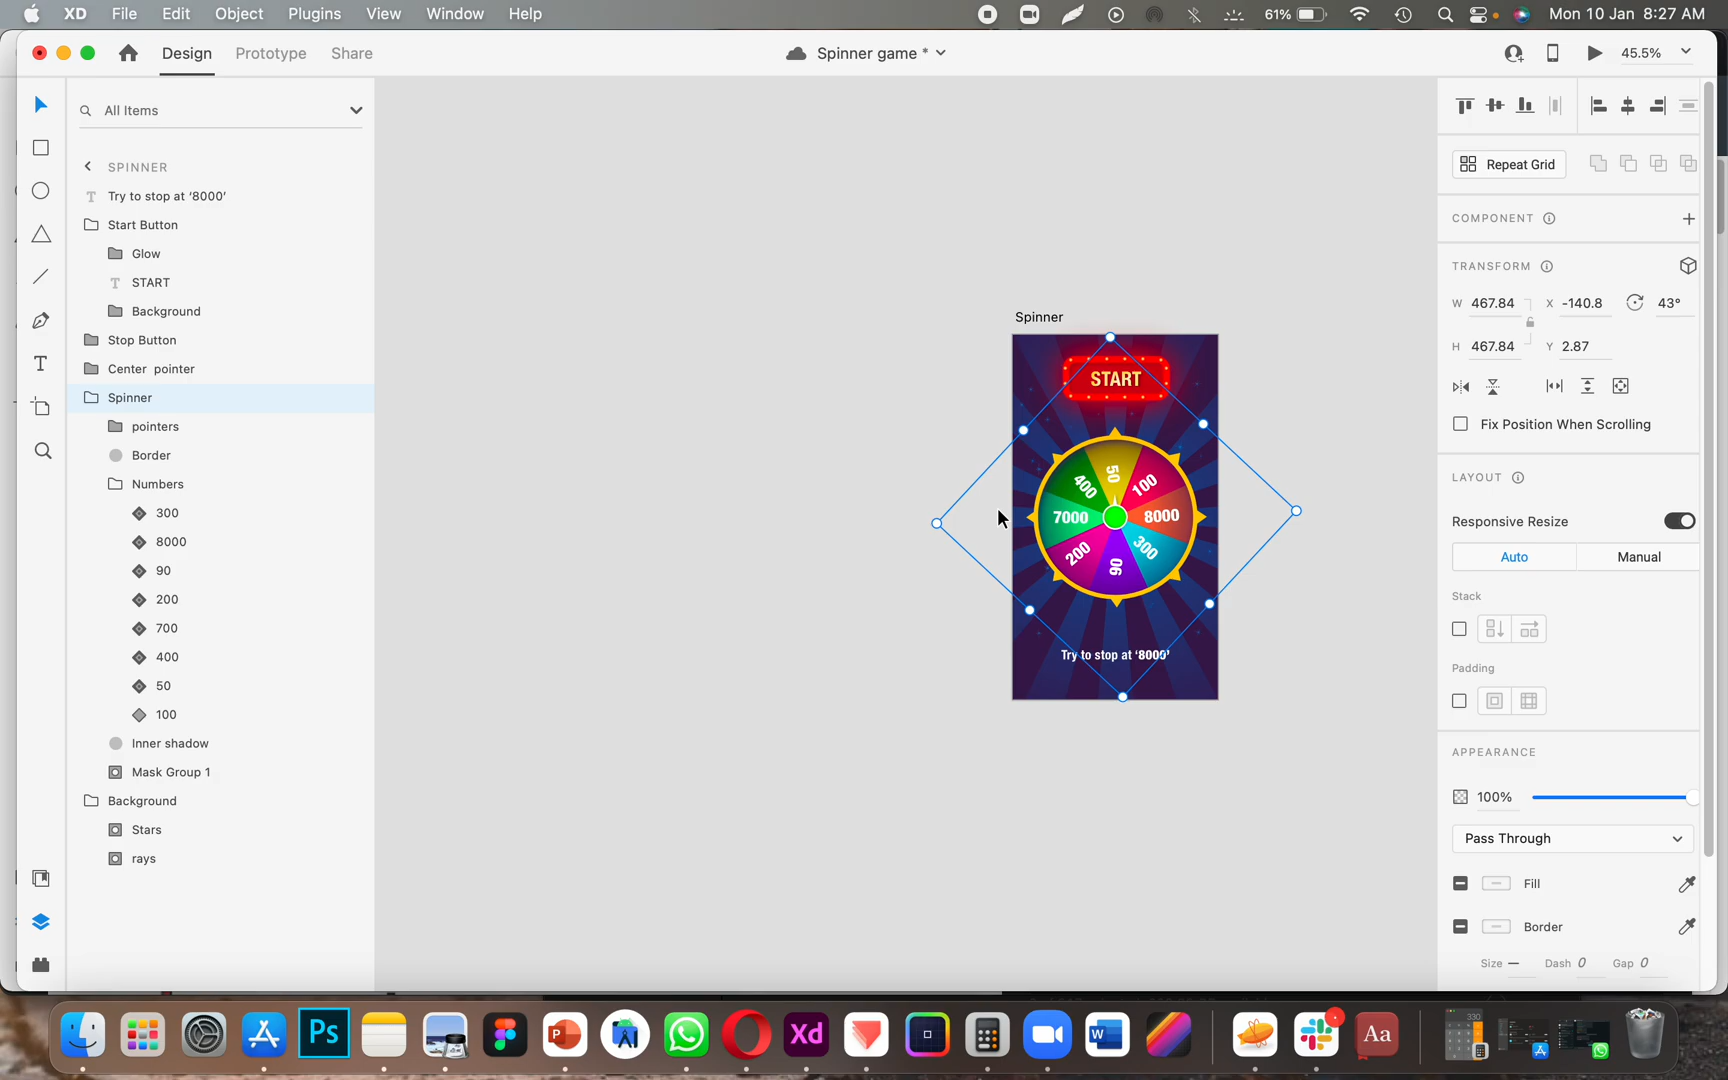 XD File Edit Object Plugins View Window Help 61% Mon 10 Jan 8:27 AM
Design Prototype Share Spinner game * 45.5%
All Items
SPINNER
Try to stop at ‘8000’
Start Button
Glow
START
Background
Stop Button
Center pointer
Spinner
pointers
Border
Numbers
300
8000
90
200
700
400
50
100
Inner shadow
Mask Group 1
Background
Stars
rays
Spinner
START
50
100
8000
300
90
200
7000
400
Try to stop at ‘8000’
Repeat Grid
COMPONENT
TRANSFORM
W 467.84 X -140.8 43°
H 467.84 Y 2.87
Fix Position When Scrolling
LAYOUT
Responsive Resize
Auto Manual
Stack
Padding
APPEARANCE
100%
Pass Through
Fill
Border
Size — Dash 0 Gap 0
Ps
P
Xd
W
Aa
330